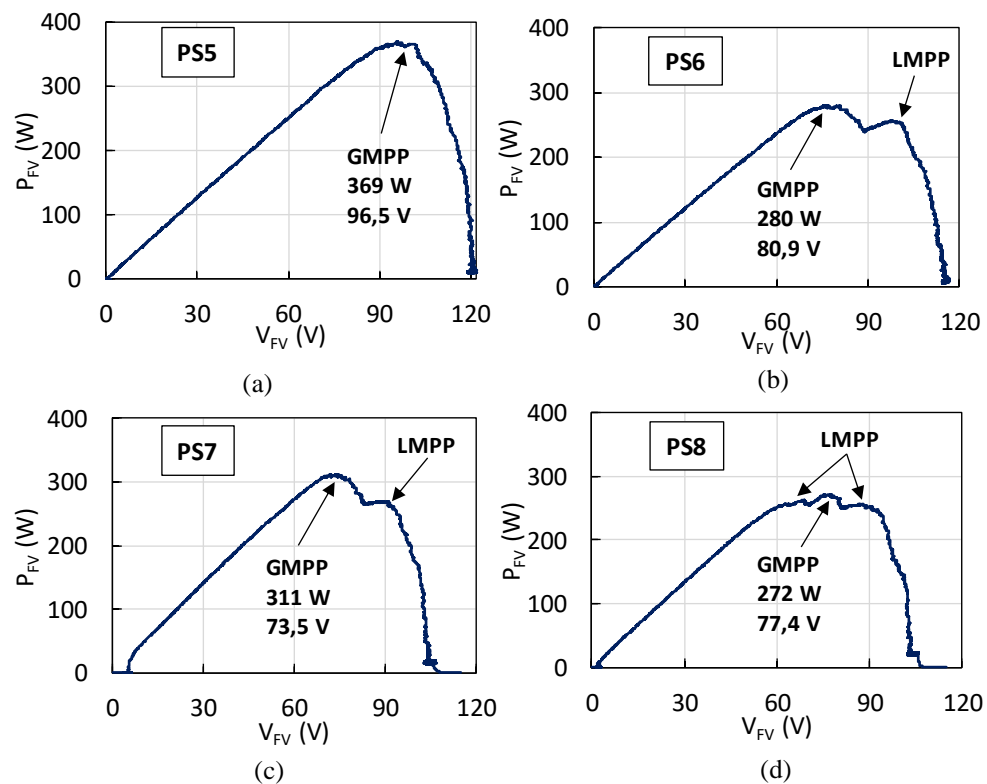 400
300
200
100
0
P_FV (W)
PS5
GMPP
369 W
96,5 V
0 30 60 90 120
V_FV (V)
(a)
400
300
200
100
0
P_FV (W)
PS6
LMPP
GMPP
280 W
80,9 V
0 30 60 90 120
V_FV (V)
(b)
400
300
200
100
0
P_FV (W)
PS7
LMPP
GMPP
311 W
73,5 V
0 30 60 90 120
V_FV (V)
(c)
400
300
200
100
0
P_FV (W)
PS8
LMPP
GMPP
272 W
77,4 V
0 30 60 90 120
V_FV (V)
(d)